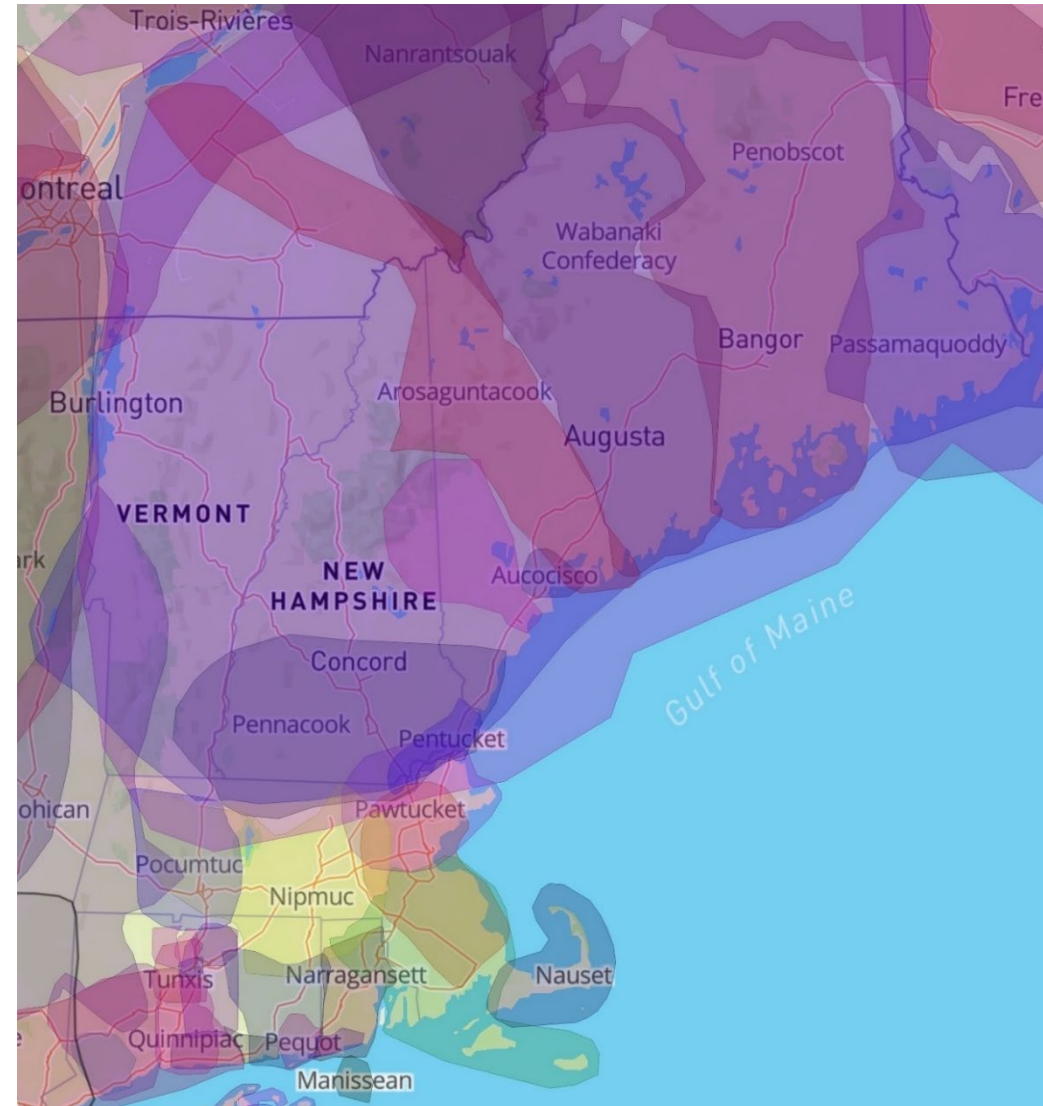 Trois-Rivières
Nanrantsouak
Fre
Penobscot
ontreal
Wabanaki
Confederacy
Bangor
Passamaquoddy
Arosaguntacook
Burlington
Augusta
VERMONT
ark
NEW
HAMPSHIRE
Aucocisco
Gulf of Maine
Concord
Pennacook
Pentucket
ohican
Pawtucket
Pocumtuc
Nipmuc
Tunxis
Narragansett
Nauset
Quinnipiac
Pequot
Manissean